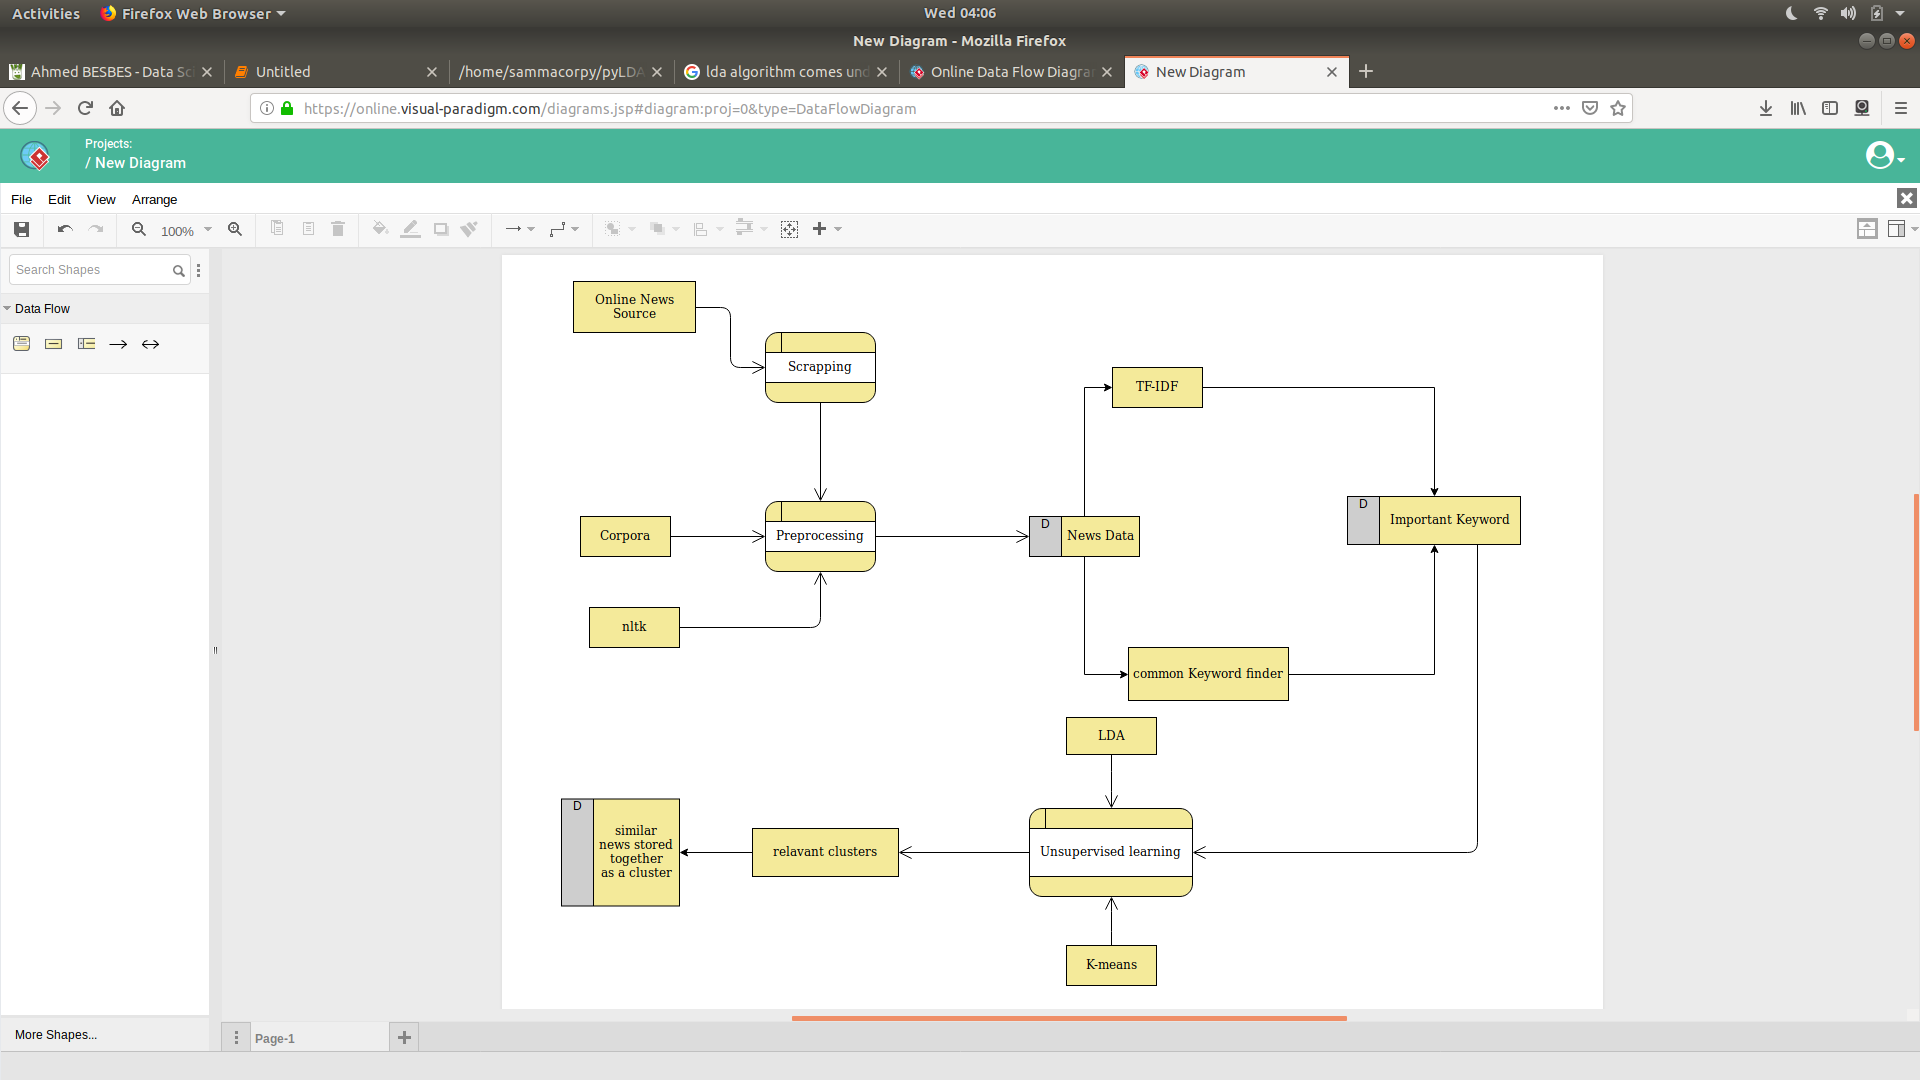 Activities
Firefox Web Browser
Wed 04:06
New Diagram - Mozilla Firefox
Ahmed BESBES - Data Sc
Untitled
/home/sammacorpy/pyLDA
lda algorithm comes und
Online Data Flow Diagra
New Diagram
https://online.visual-paradigm.com/diagrams.jsp#diagram:proj=0&type=DataFlowDiagram
Projects:
/ New Diagram
File
Edit
View
Arrange
100%
Search Shapes
Data Flow
Online News
Source
Scrapping
TF-IDF
D
Important Keyword
Corpora
Preprocessing
D
News Data
nltk
common Keyword finder
LDA
D
similar
news stored
together
as a cluster
relavant clusters
Unsupervised learning
K-means
More Shapes...
Page-1